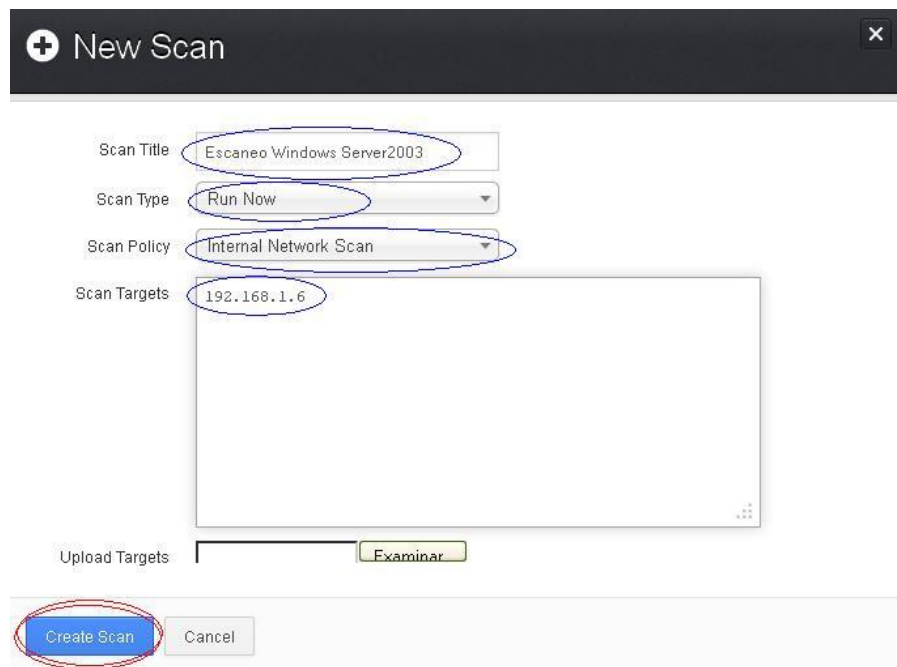 New Scan
Scan Title Escaneo Windows Server2003
Scan Type Run Now
Scan Policy Internal Network Scan
Scan Targets 192.168.1.6
Upload Targets Examinar
Create Scan Cancel